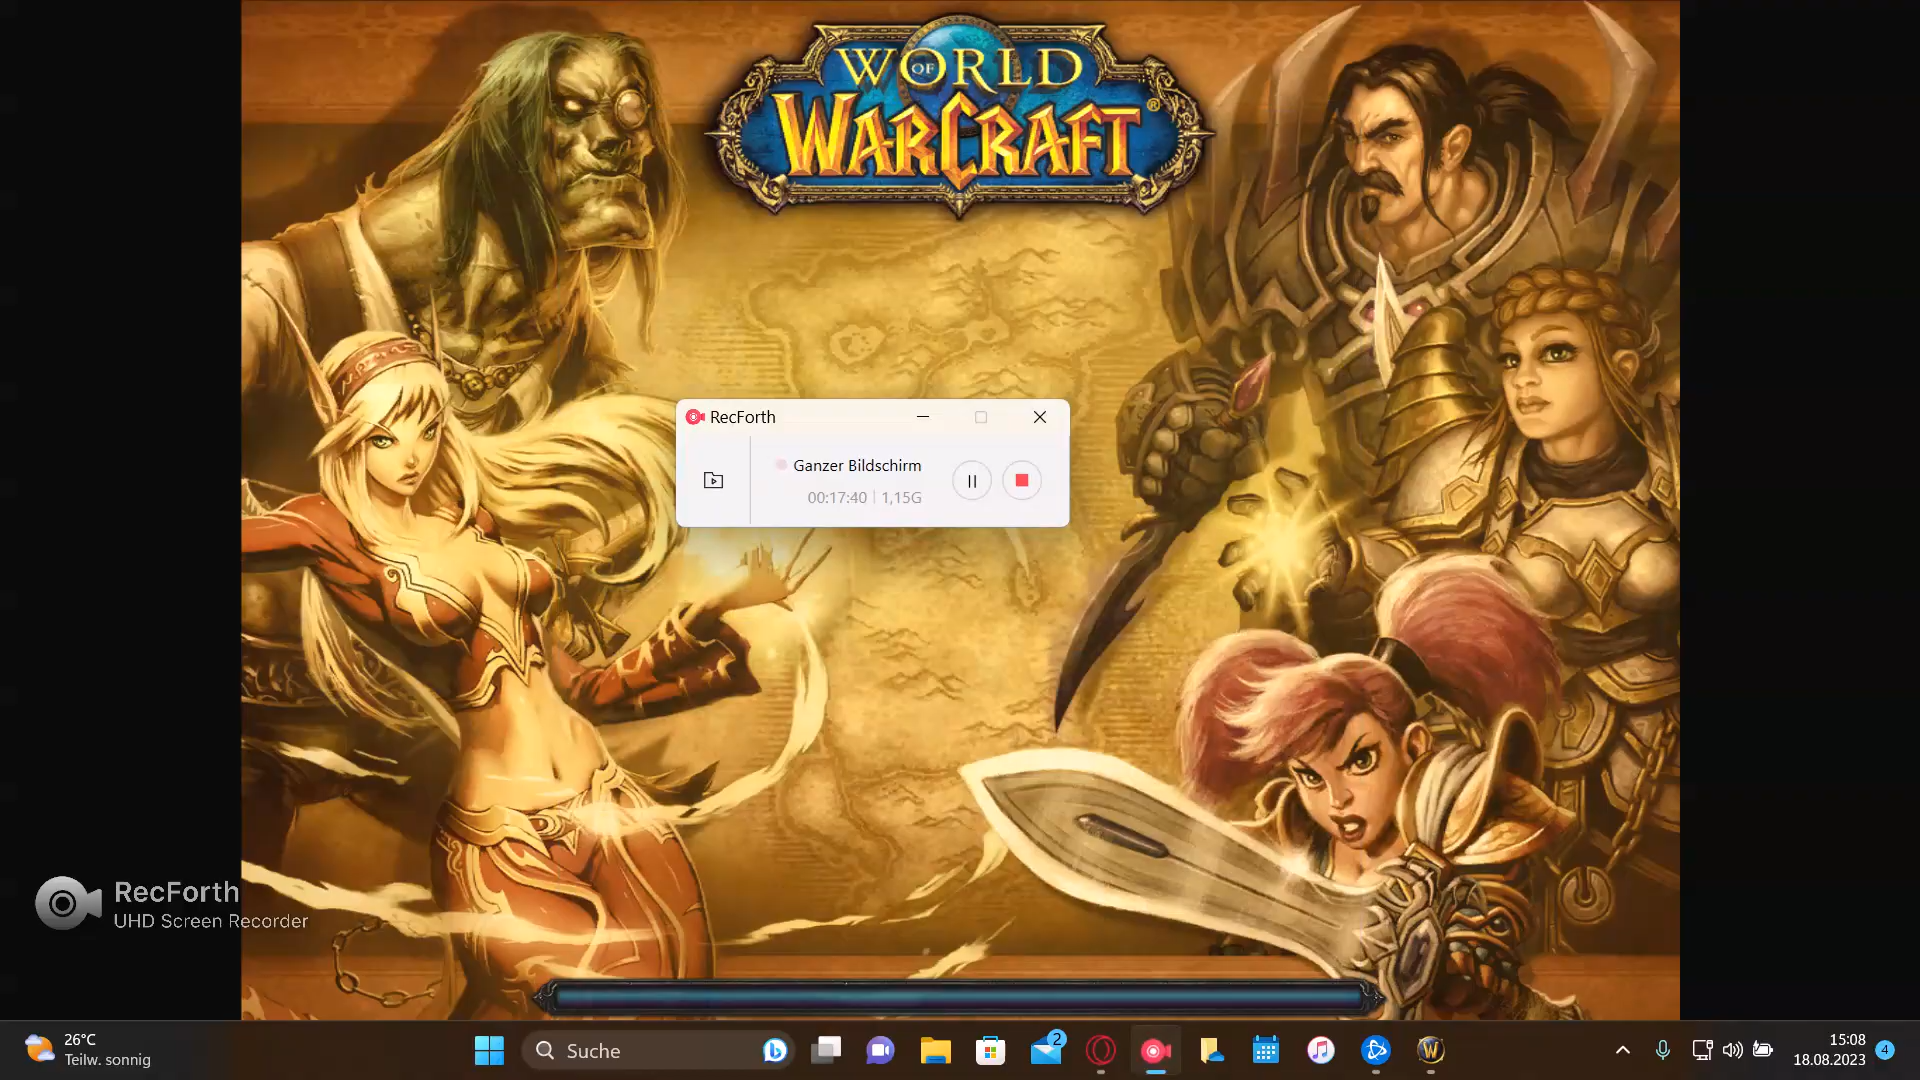 WORLD
OF
WARCRAFT®
RecForth
Ganzer Bildschirm
00:17:40 | 1,15G
RecForth
UHD Screen Recorder
26°C
Teilw. sonnig
Suche
2
15:08
18.08.2023
4